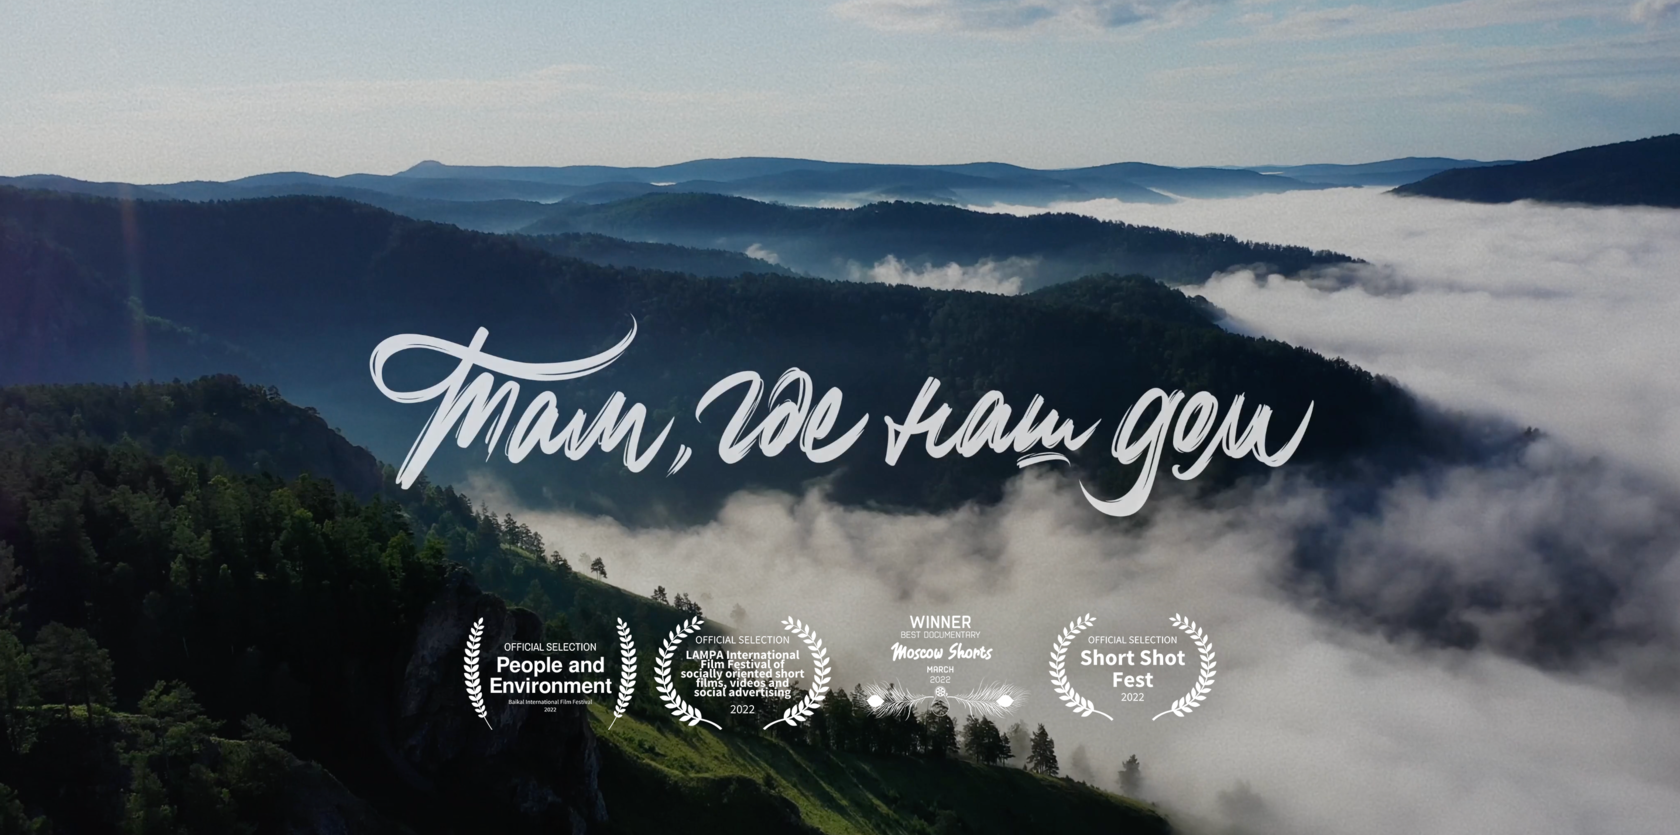 Там, где наш дом
OFFICIAL SELECTION
People and
Environment
Baikal International Film Festival
2022
OFFICIAL SELECTION
LAMPA International
Film Festival of
socially oriented short
films, videos and
social advertising
2022
WINNER
BEST DOCUMENTARY
Moscow Shorts
MARCH
2022
OFFICIAL SELECTION
Short Shot
Fest
2022